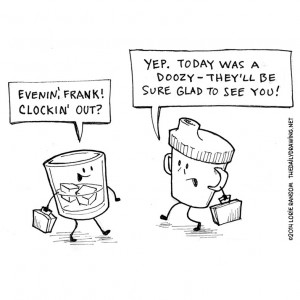 EVENIN', FRANK!
CLOCKIN' OUT?
YEP. TODAY WAS A
DOOZY-THEY'LL BE
SURE GLAD TO SEE YOU!
©2014 LORIE RANSOM THEDAILYDRAWING.NET